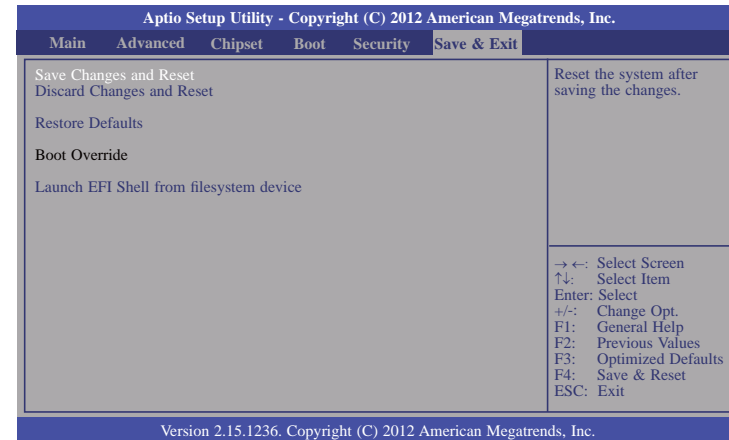 Aptio Setup Utility - Copyright (C) 2012 American Megatrends, Inc.
Main Advanced Chipset Boot Security Save & Exit
Save Changes and Reset
Discard Changes and Reset
Restore Defaults
Boot Override
Launch EFI Shell from filesystem device
Reset the system after
saving the changes.
→ ←: Select Screen
↑↓: Select Item
Enter: Select
+/-: Change Opt.
F1: General Help
F2: Previous Values
F3: Optimized Defaults
F4: Save & Reset
ESC: Exit
Version 2.15.1236. Copyright (C) 2012 American Megatrends, Inc.